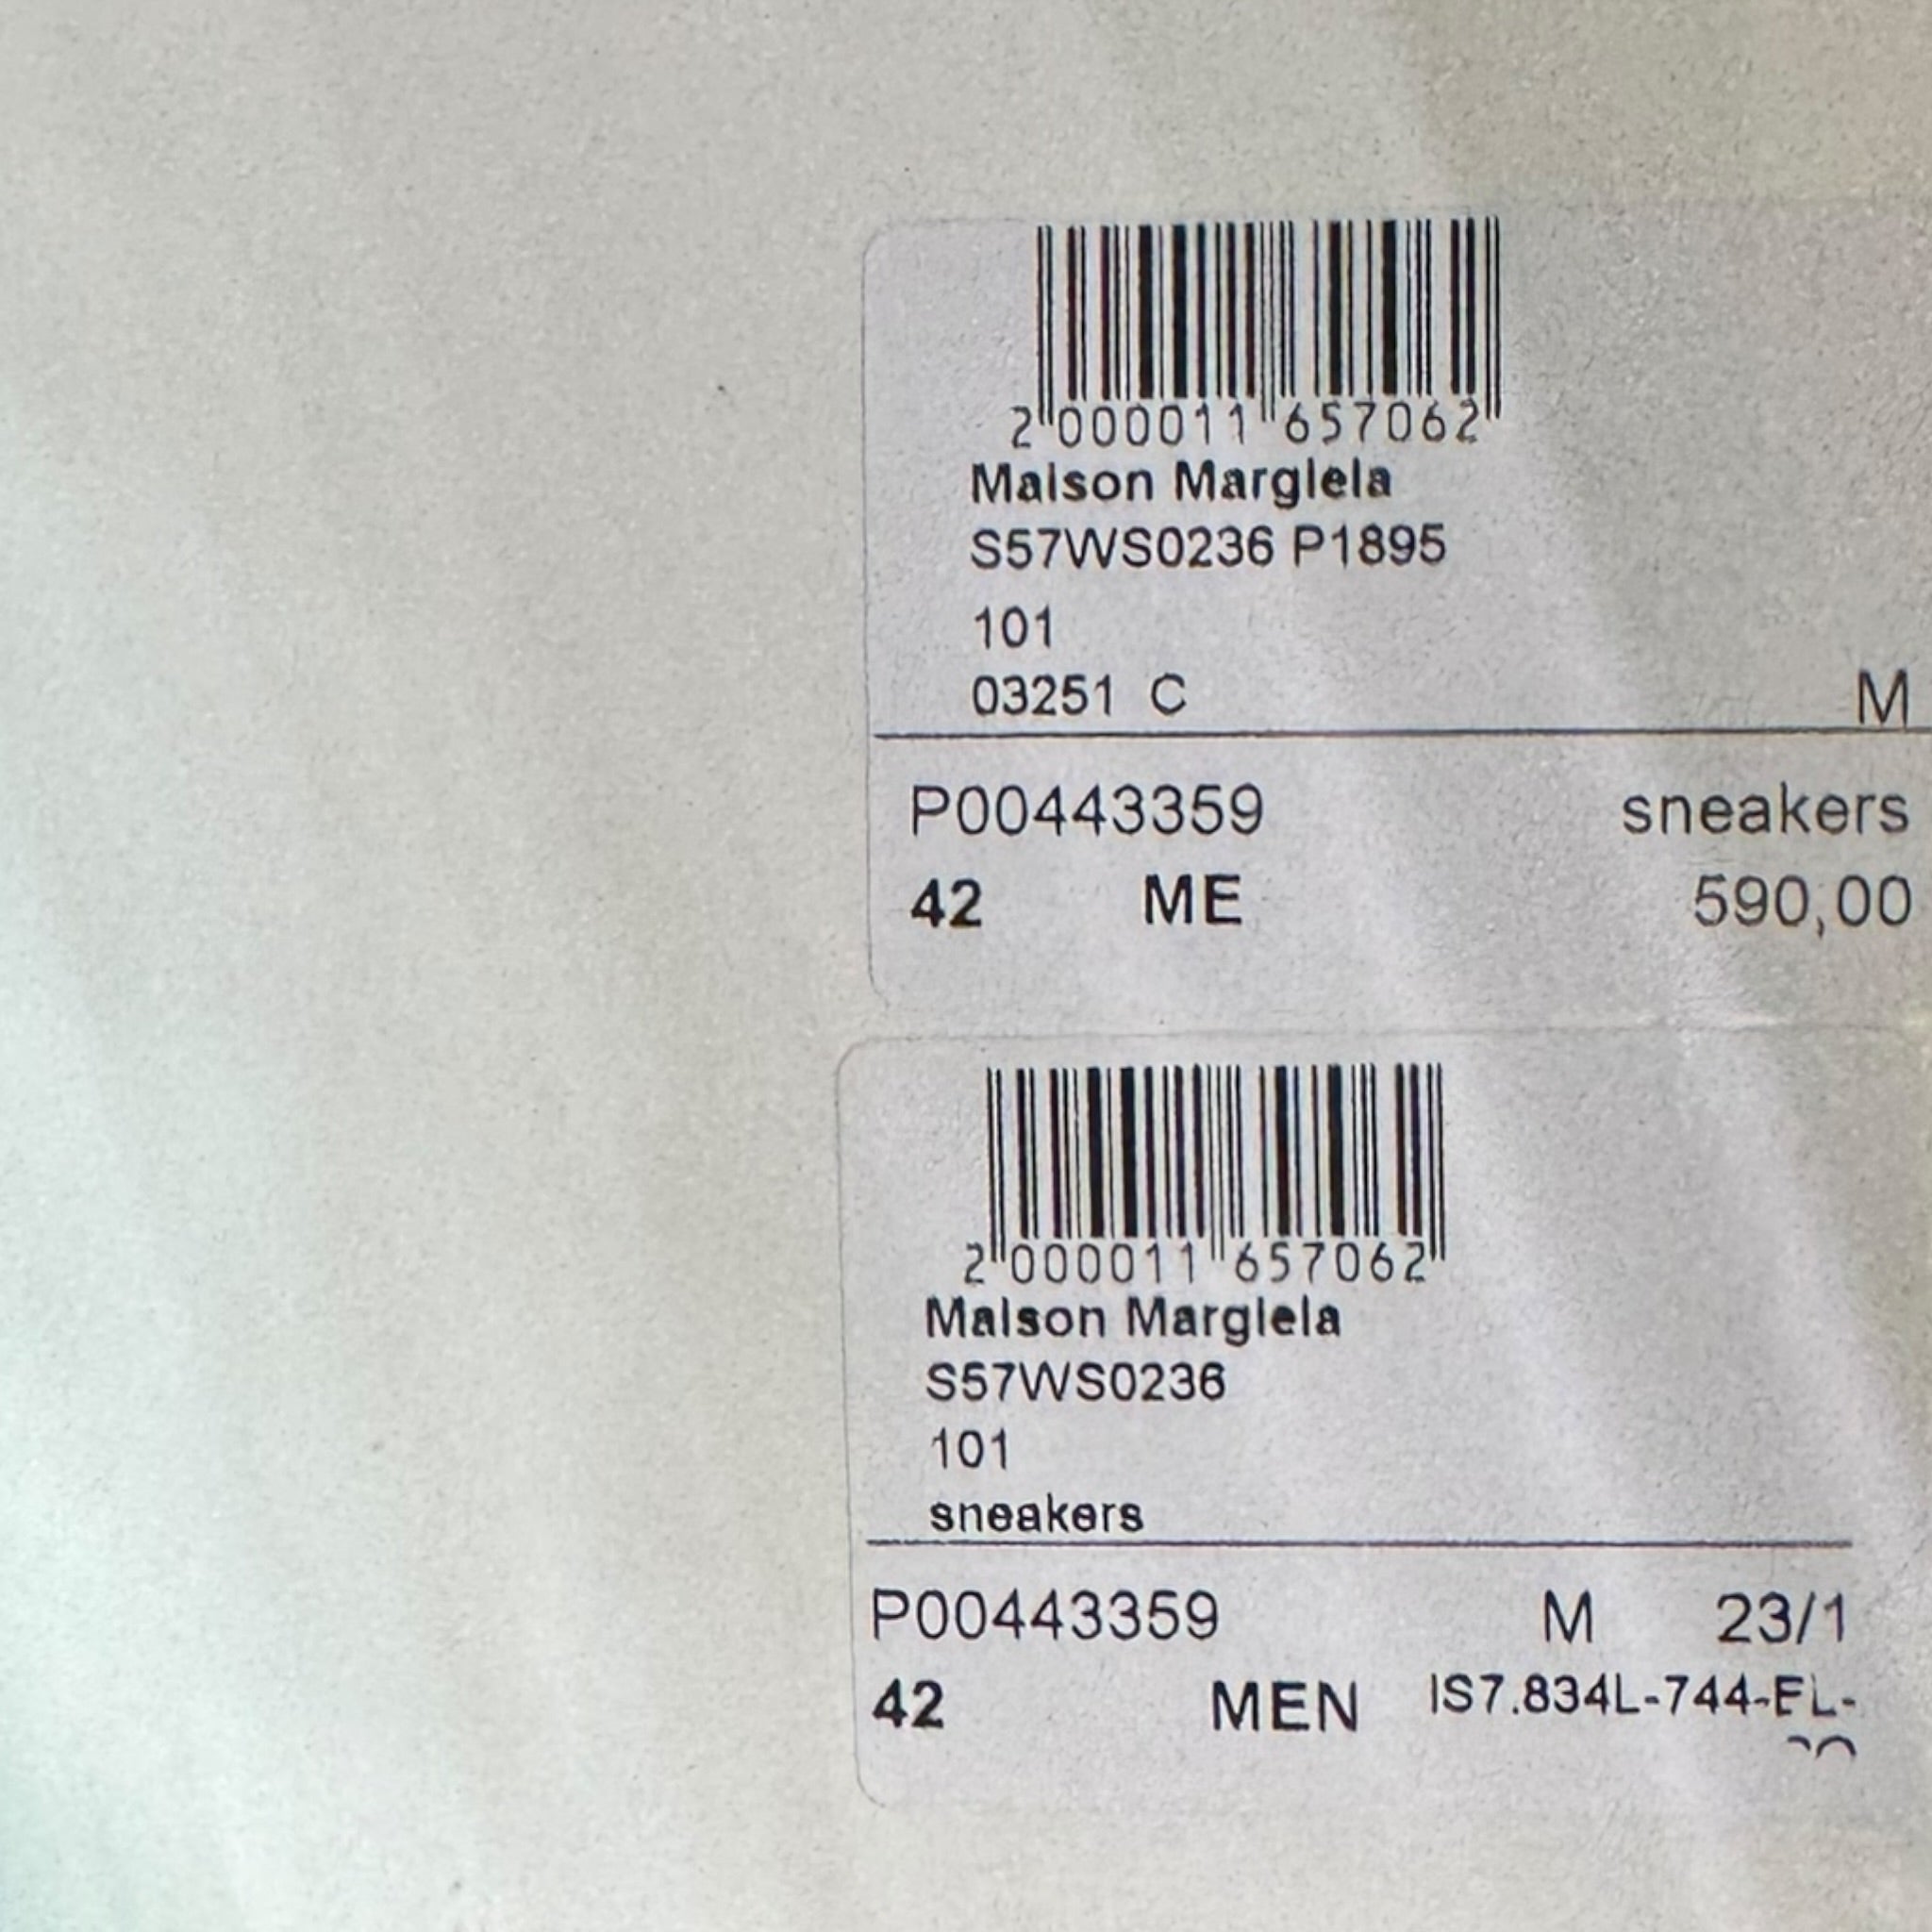 2 000011 657062
Maison Margiela
S57WS0236 P1895
101
03251 C M
P00443359 sneakers
42 ME 590,00
2 000011 657062
Maison Margiela
S57WS0236
101
sneakers
P00443359 M 23/1
42 MEN IS7.834L-744-FL-